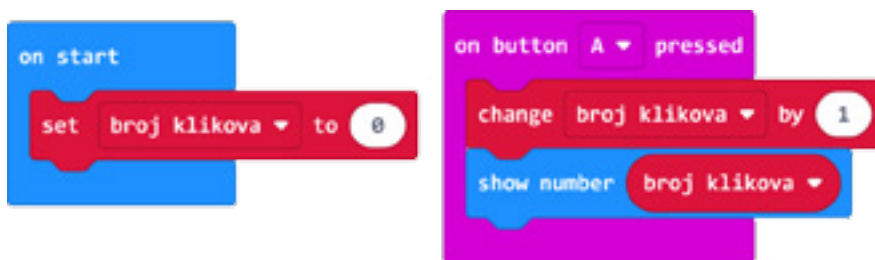 on start
set broj klikova to 0
on button A pressed
change broj klikova by 1
show number broj klikova